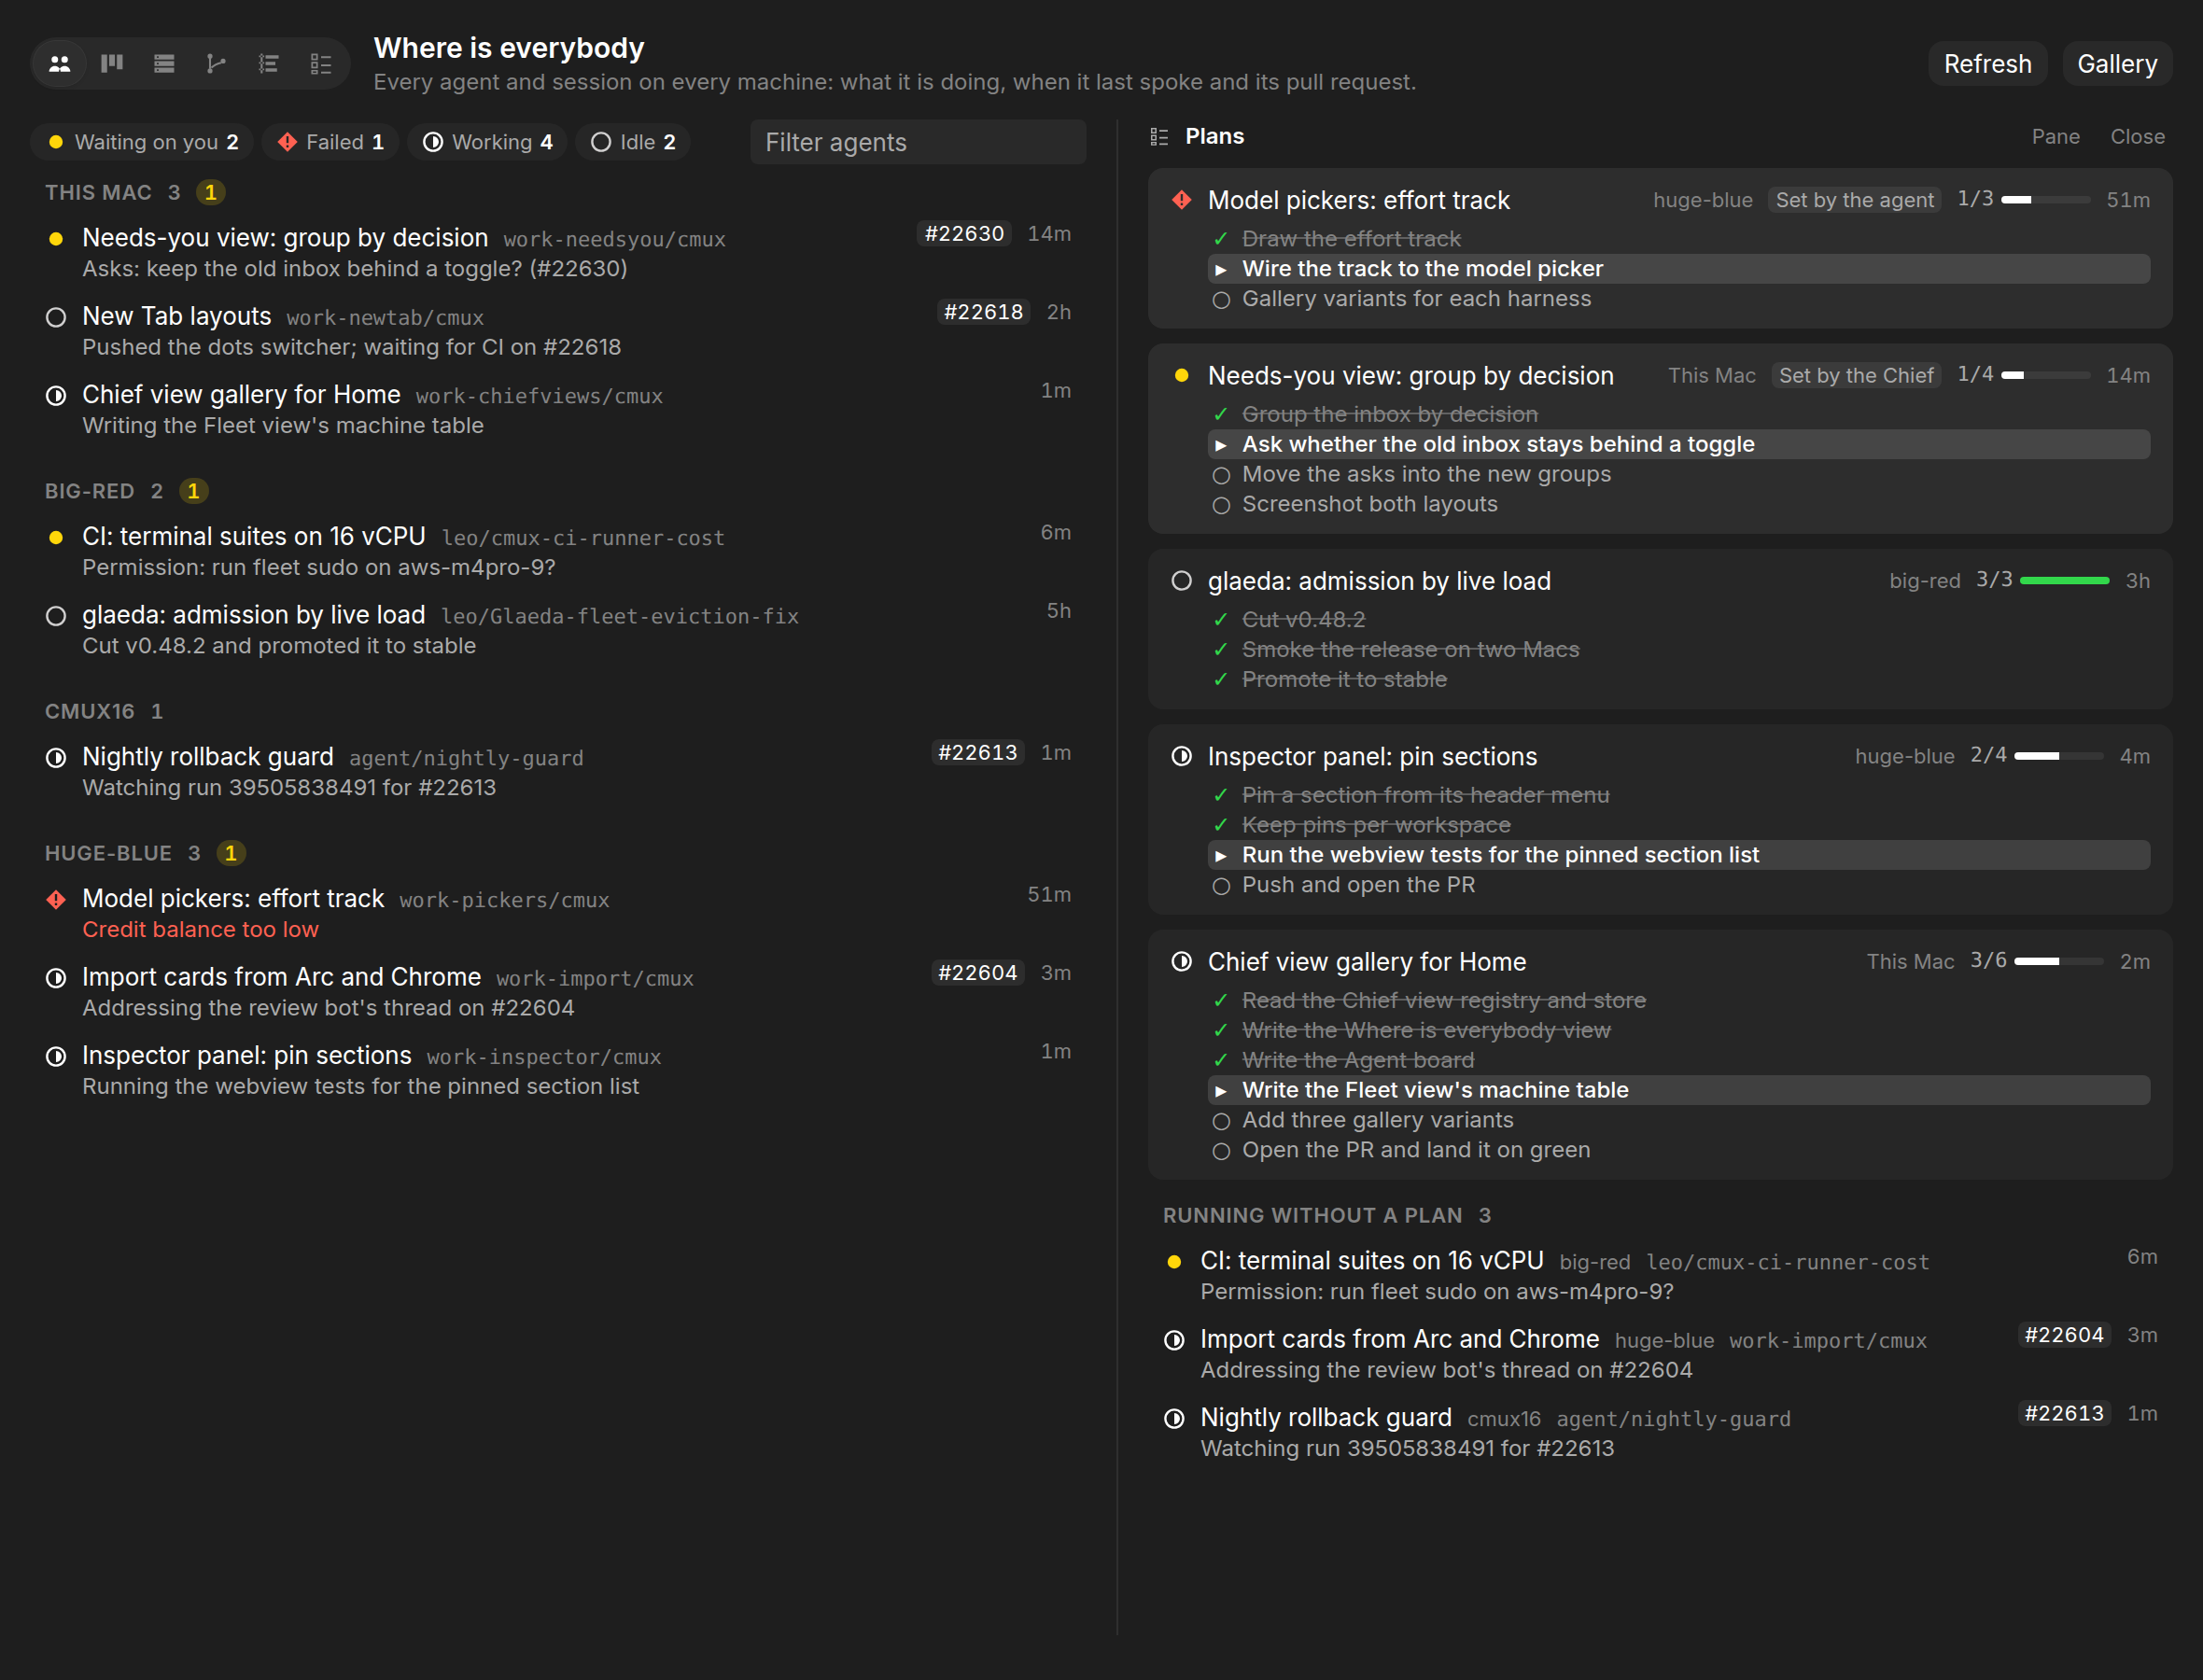 Where is everybody
Every agent and session on every machine: what it is doing, when it last spoke and its pull request.
Refresh
Gallery
Waiting on you 2
Failed 1
Working 4
Idle 2
Filter agents
THIS MAC 3 1
Needs-you view: group by decision work-needsyou/cmux #22630 14m
Asks: keep the old inbox behind a toggle? (#22630)
New Tab layouts work-newtab/cmux #22618 2h
Pushed the dots switcher; waiting for CI on #22618
Chief view gallery for Home work-chiefviews/cmux 1m
Writing the Fleet view's machine table
BIG-RED 2 1
CI: terminal suites on 16 vCPU leo/cmux-ci-runner-cost 6m
Permission: run fleet sudo on aws-m4pro-9?
glaeda: admission by live load leo/Glaeda-fleet-eviction-fix 5h
Cut v0.48.2 and promoted it to stable
CMUX16 1
Nightly rollback guard agent/nightly-guard #22613 1m
Watching run 39505838491 for #22613
HUGE-BLUE 3 1
Model pickers: effort track work-pickers/cmux 51m
Credit balance too low
Import cards from Arc and Chrome work-import/cmux #22604 3m
Addressing the review bot's thread on #22604
Inspector panel: pin sections work-inspector/cmux 1m
Running the webview tests for the pinned section list
Plans
Pane
Close
Model pickers: effort track huge-blue Set by the agent 1/3 51m
✓ Draw the effort track
▶ Wire the track to the model picker
Gallery variants for each harness
Needs-you view: group by decision This Mac Set by the Chief 1/4 14m
✓ Group the inbox by decision
▶ Ask whether the old inbox stays behind a toggle
Move the asks into the new groups
Screenshot both layouts
glaeda: admission by live load big-red 3/3 3h
✓ Cut v0.48.2
✓ Smoke the release on two Macs
✓ Promote it to stable
Inspector panel: pin sections huge-blue 2/4 4m
✓ Pin a section from its header menu
✓ Keep pins per workspace
▶ Run the webview tests for the pinned section list
Push and open the PR
Chief view gallery for Home This Mac 3/6 2m
✓ Read the Chief view registry and store
✓ Write the Where is everybody view
✓ Write the Agent board
▶ Write the Fleet view's machine table
Add three gallery variants
Open the PR and land it on green
RUNNING WITHOUT A PLAN 3
CI: terminal suites on 16 vCPU big-red leo/cmux-ci-runner-cost 6m
Permission: run fleet sudo on aws-m4pro-9?
Import cards from Arc and Chrome huge-blue work-import/cmux #22604 3m
Addressing the review bot's thread on #22604
Nightly rollback guard cmux16 agent/nightly-guard #22613 1m
Watching run 39505838491 for #22613